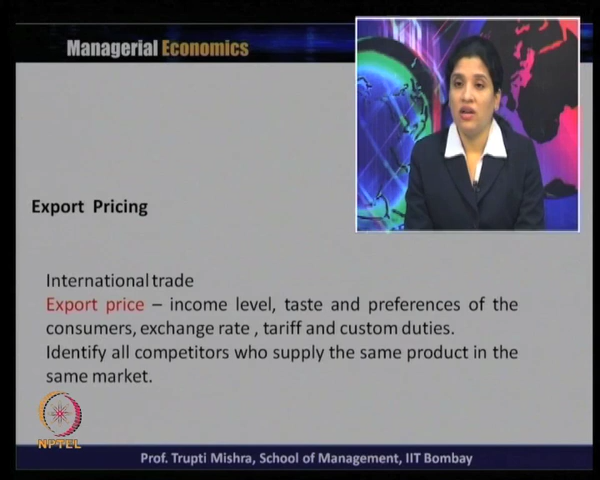 Managerial Economics
Export Pricing
International trade
Export price – income level, taste and preferences of the
consumers, exchange rate , tariff and custom duties.
Identify all competitors who supply the same product in the
same market.
NPTEL
Prof. Trupti Mishra, School of Management, IIT Bombay